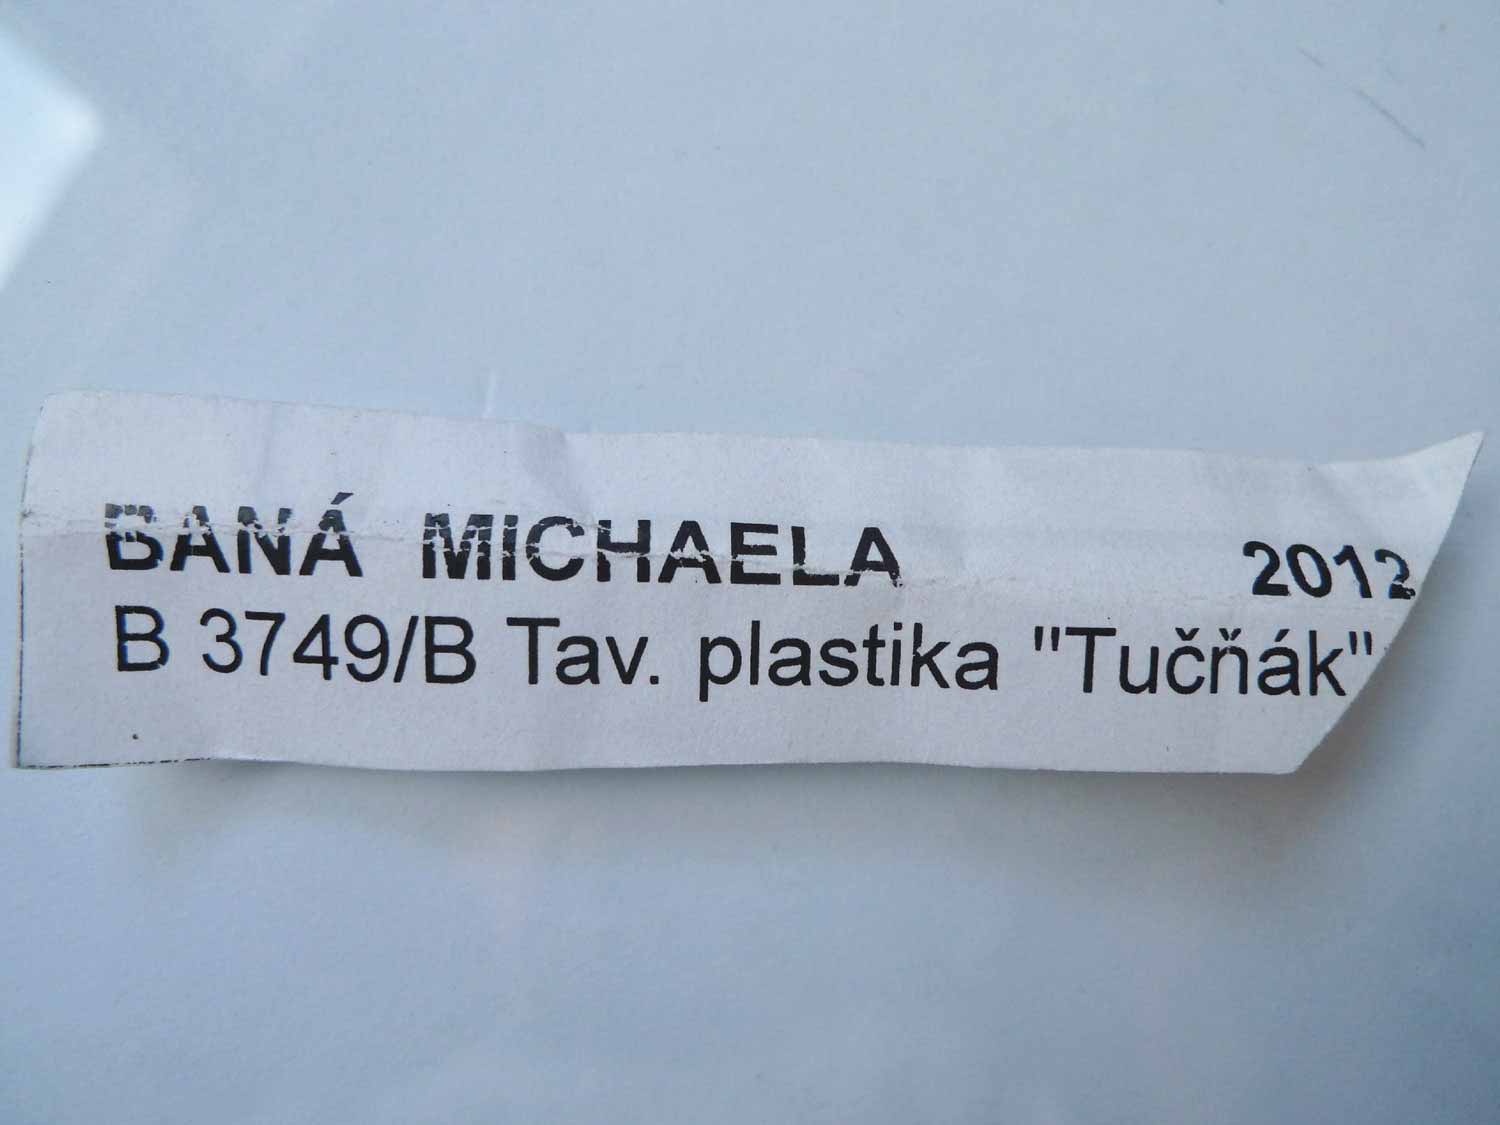 BANÁ MICHAELA 2012
B 3749/B Tav. plastika "Tučňák"